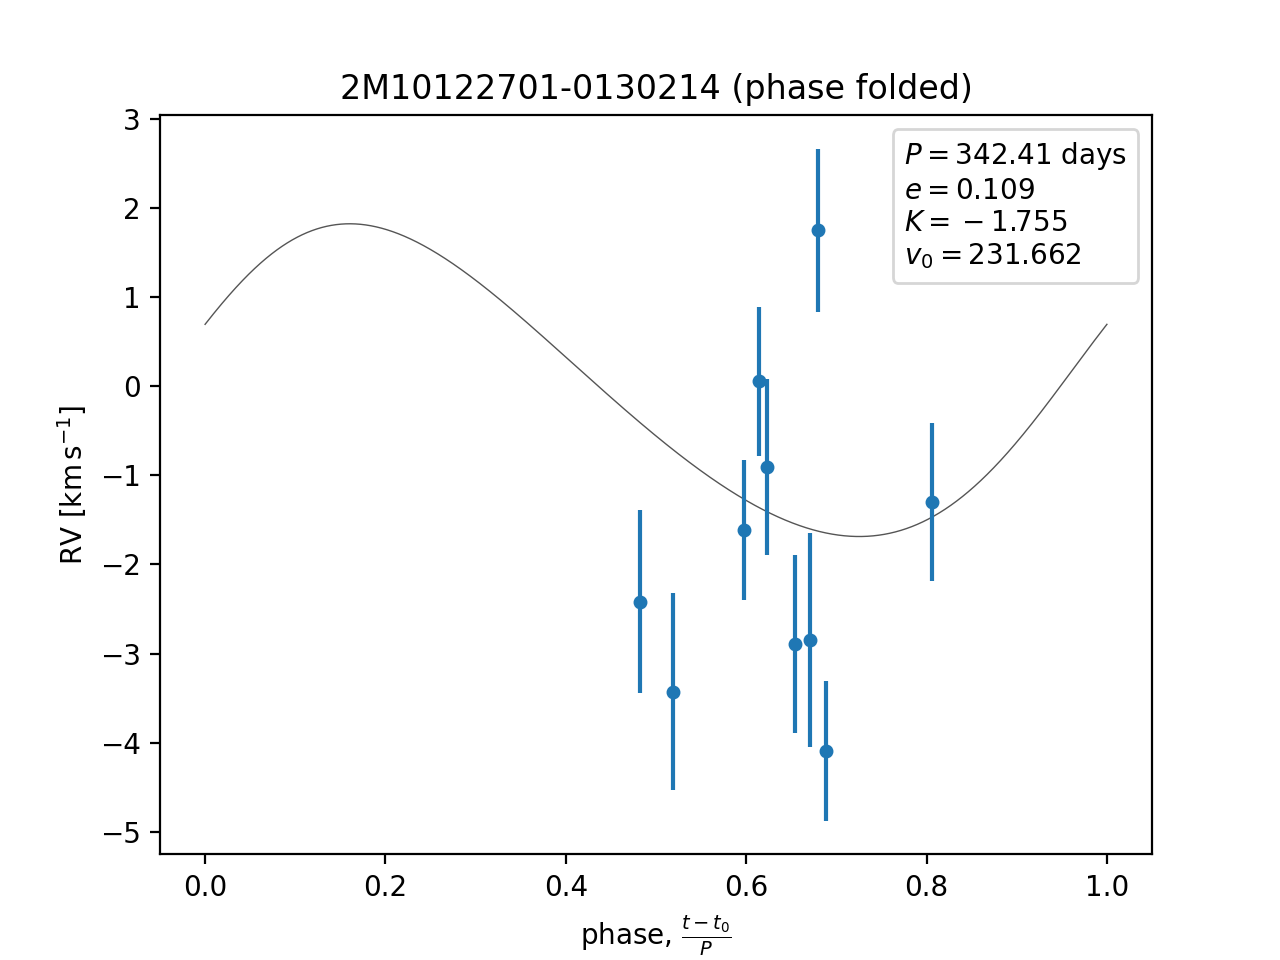 2M10122701-0130214 (phase folded)
P = 342.41 days
e = 0.109
K = −1.755
v₀ = 231.662
3
2
1
0
−1
−2
−3
−4
−5
RV [km s⁻¹]
0.0 0.2 0.4 0.6 0.8 1.0
phase, (t − t₀)/P